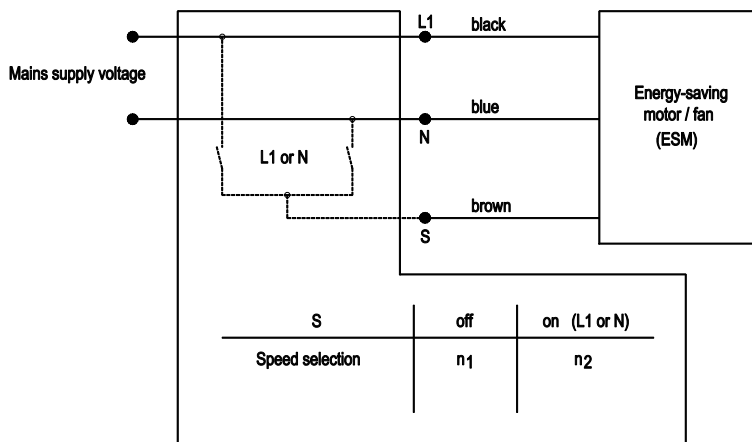 L1
black
Mains supply voltage
Energy-saving
motor / fan
(ESM)
blue
N
L1 or N
brown
S
S off on (L1 or N)
Speed selection n1 n2